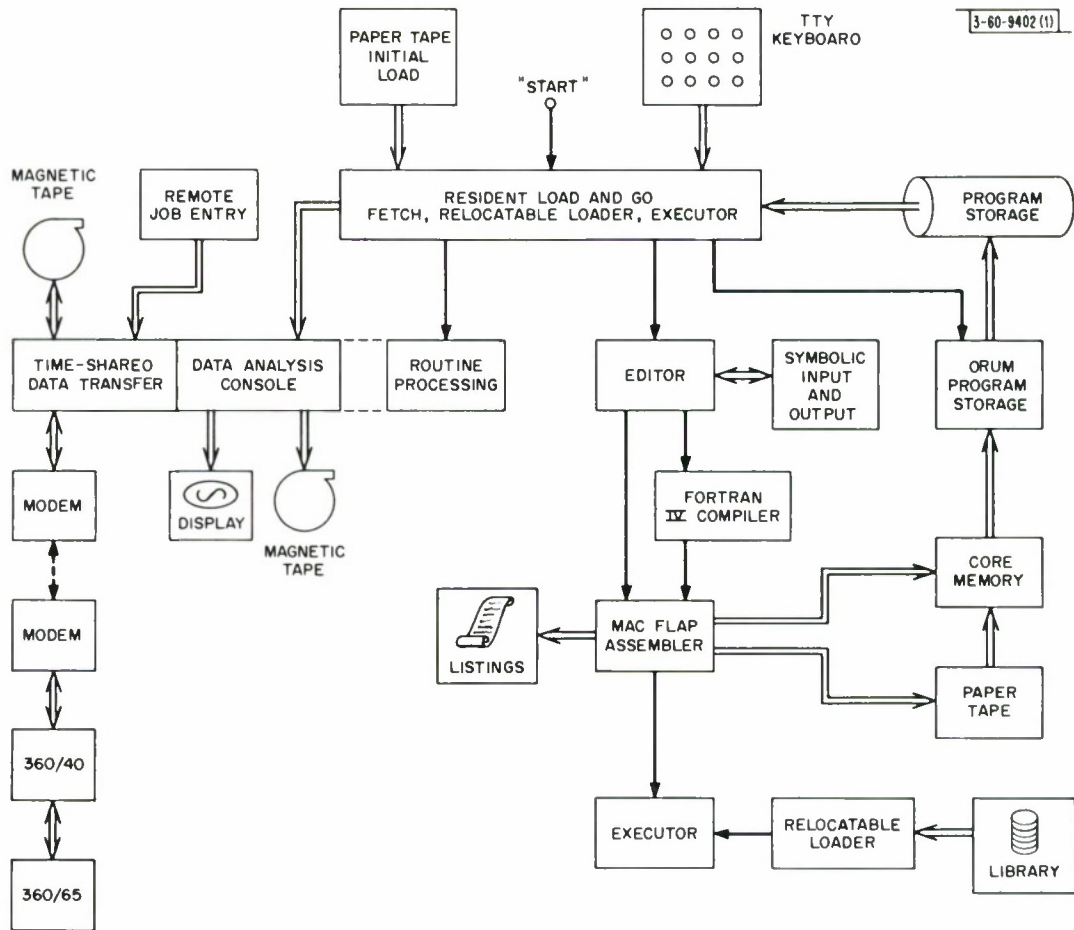 3-60-9402 (1)
PAPER TAPE
INITIAL
LOAD
"START"
TTY
KEYBOARD
MAGNETIC
TAPE
REMOTE
JOB ENTRY
RESIDENT LOAD AND GO
FETCH, RELOCATABLE LOADER, EXECUTOR
PROGRAM
STORAGE
TIME-SHAREO
DATA TRANSFER
DATA ANALYSIS
CONSOLE
ROUTINE
PROCESSING
EDITOR
SYMBOLIC
INPUT
AND
OUTPUT
ORUM
PROGRAM
STORAGE
MODEM
DISPLAY
MAGNETIC
TAPE
FORTRAN
IV COMPILER
CORE
MEMORY
MODEM
LISTINGS
MAC FLAP
ASSEMBLER
PAPER
TAPE
360/40
EXECUTOR
RELOCATABLE
LOADER
LIBRARY
360/65